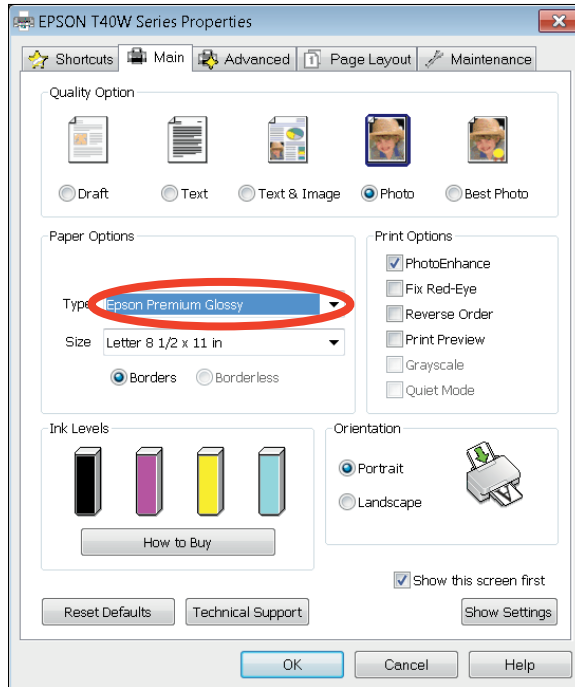 EPSON T40W Series Properties
Shortcuts Main Advanced 1 Page Layout Maintenance
Quality Option
Draft Text Text & Image Photo Best Photo
Paper Options
Type Epson Premium Glossy
Size Letter 8 1/2 x 11 in
Borders Borderless
Print Options
PhotoEnhance
Fix Red-Eye
Reverse Order
Print Preview
Grayscale
Quiet Mode
Ink Levels
How to Buy
Orientation
Portrait
Landscape
Show this screen first
Reset Defaults Technical Support Show Settings
OK Cancel Help